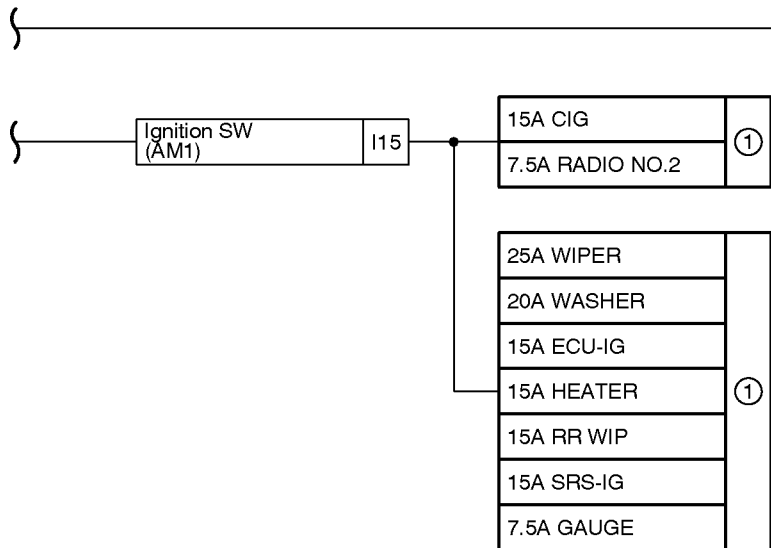 Ignition SW
(AM1)
I15
15A CIG
7.5A RADIO NO.2
1
25A WIPER
20A WASHER
15A ECU-IG
15A HEATER
15A RR WIP
15A SRS-IG
7.5A GAUGE
1